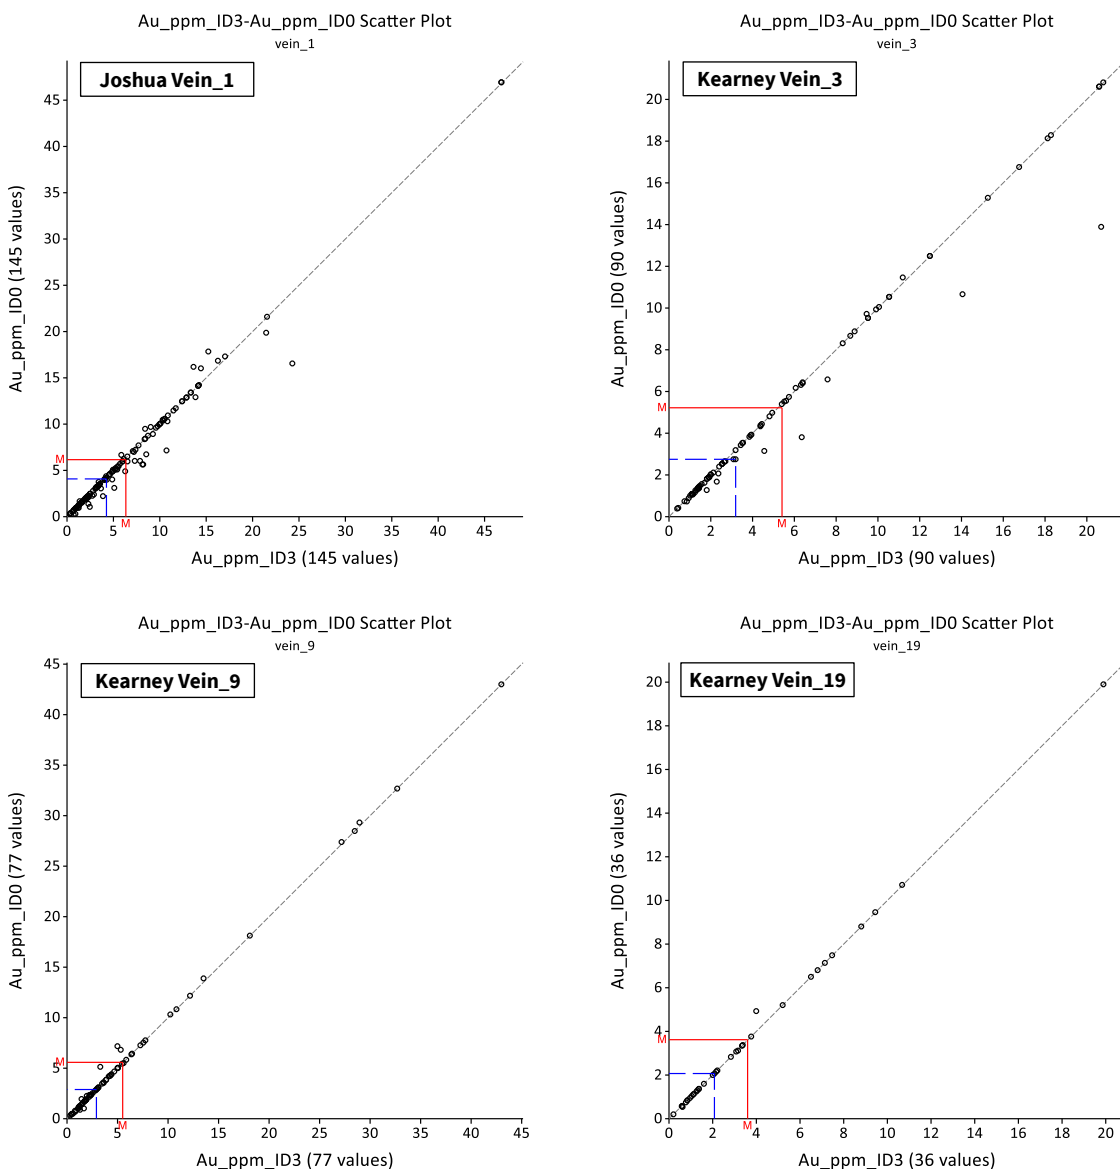 Au_ppm_ID3-Au_ppm_ID0 Scatter Plot
vein_1
Joshua Vein_1
Au_ppm_ID0 (145 values)
45
40
35
30
25
20
15
10
5
0
M
M
0 5 10 15 20 25 30 35 40 45
Au_ppm_ID3 (145 values)
Au_ppm_ID3-Au_ppm_ID0 Scatter Plot
vein_3
Kearney Vein_3
Au_ppm_ID0 (90 values)
20
18
16
14
12
10
8
6
4
2
0
M
M
0 2 4 6 8 10 12 14 16 18 20
Au_ppm_ID3 (90 values)
Au_ppm_ID3-Au_ppm_ID0 Scatter Plot
vein_9
Kearney Vein_9
Au_ppm_ID0 (77 values)
45
40
35
30
25
20
15
10
5
0
M
M
0 5 10 15 20 25 30 35 40 45
Au_ppm_ID3 (77 values)
Au_ppm_ID3-Au_ppm_ID0 Scatter Plot
vein_19
Kearney Vein_19
Au_ppm_ID0 (36 values)
20
18
16
14
12
10
8
6
4
2
0
M
M
0 2 4 6 8 10 12 14 16 18 20
Au_ppm_ID3 (36 values)